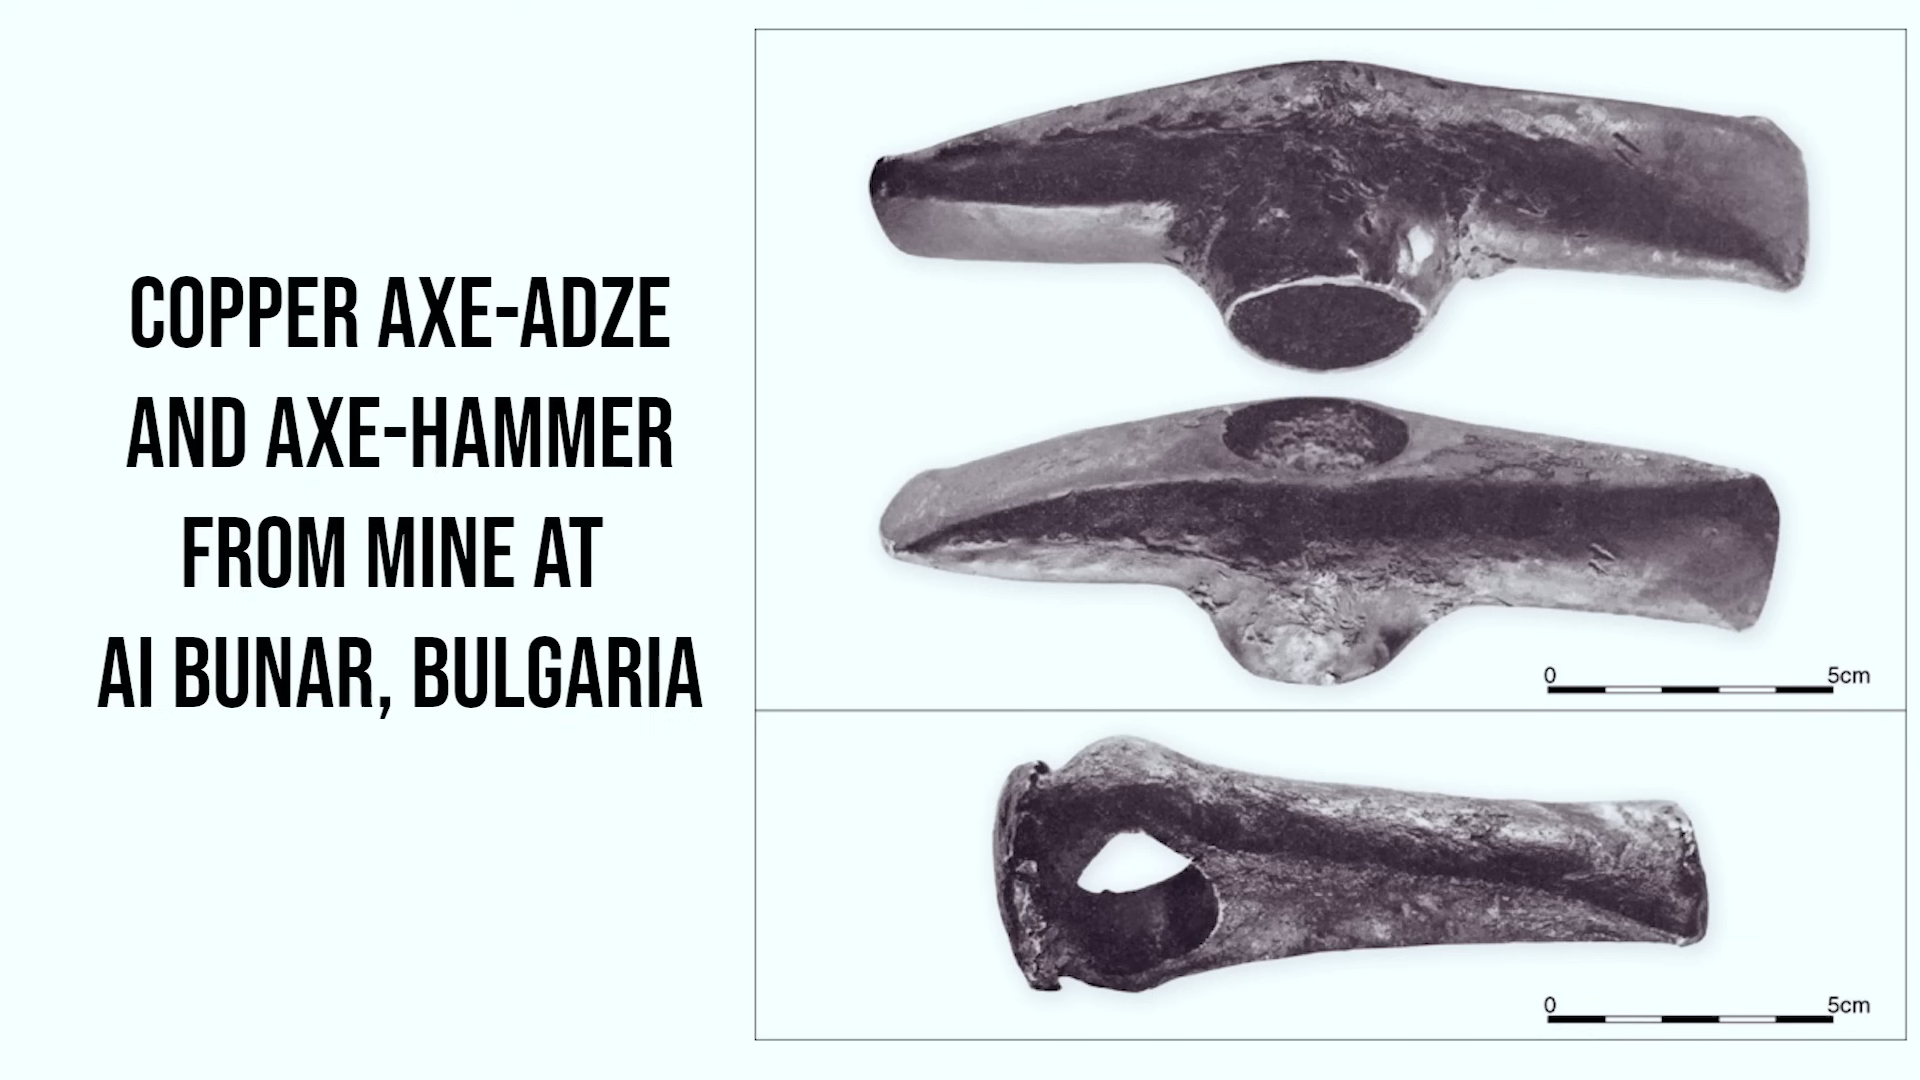 COPPER AXE-ADZE
AND AXE-HAMMER
FROM MINE AT
AI BUNAR, BULGARIA
0 5cm
0 5cm